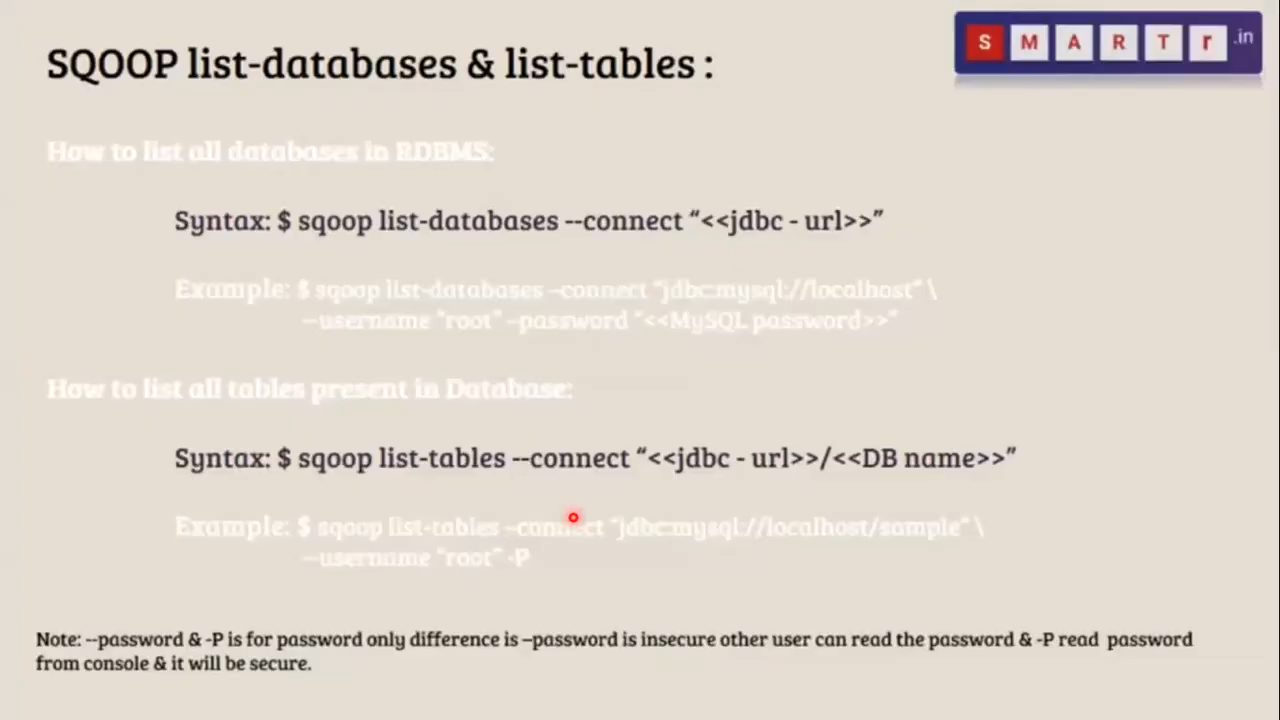 SQOOP list-databases & list-tables :
S M A R T r .in
How to list all databases in RDBMS:
Syntax: $ sqoop list-databases --connect “<<jdbc - url>>”
Example: $ sqoop list-databases –connect “jdbc:mysql://localhost” \
--username “root” –password “<<MySQL password>>”
How to list all tables present in Database:
Syntax: $ sqoop list-tables --connect “<<jdbc - url>>/<<DB name>>”
Example: $ sqoop list-tables –connect “jdbc:mysql://localhost/sample” \
--username “root” -P
Note: --password & -P is for password only difference is –password is insecure other user can read the password & -P read password
from console & it will be secure.